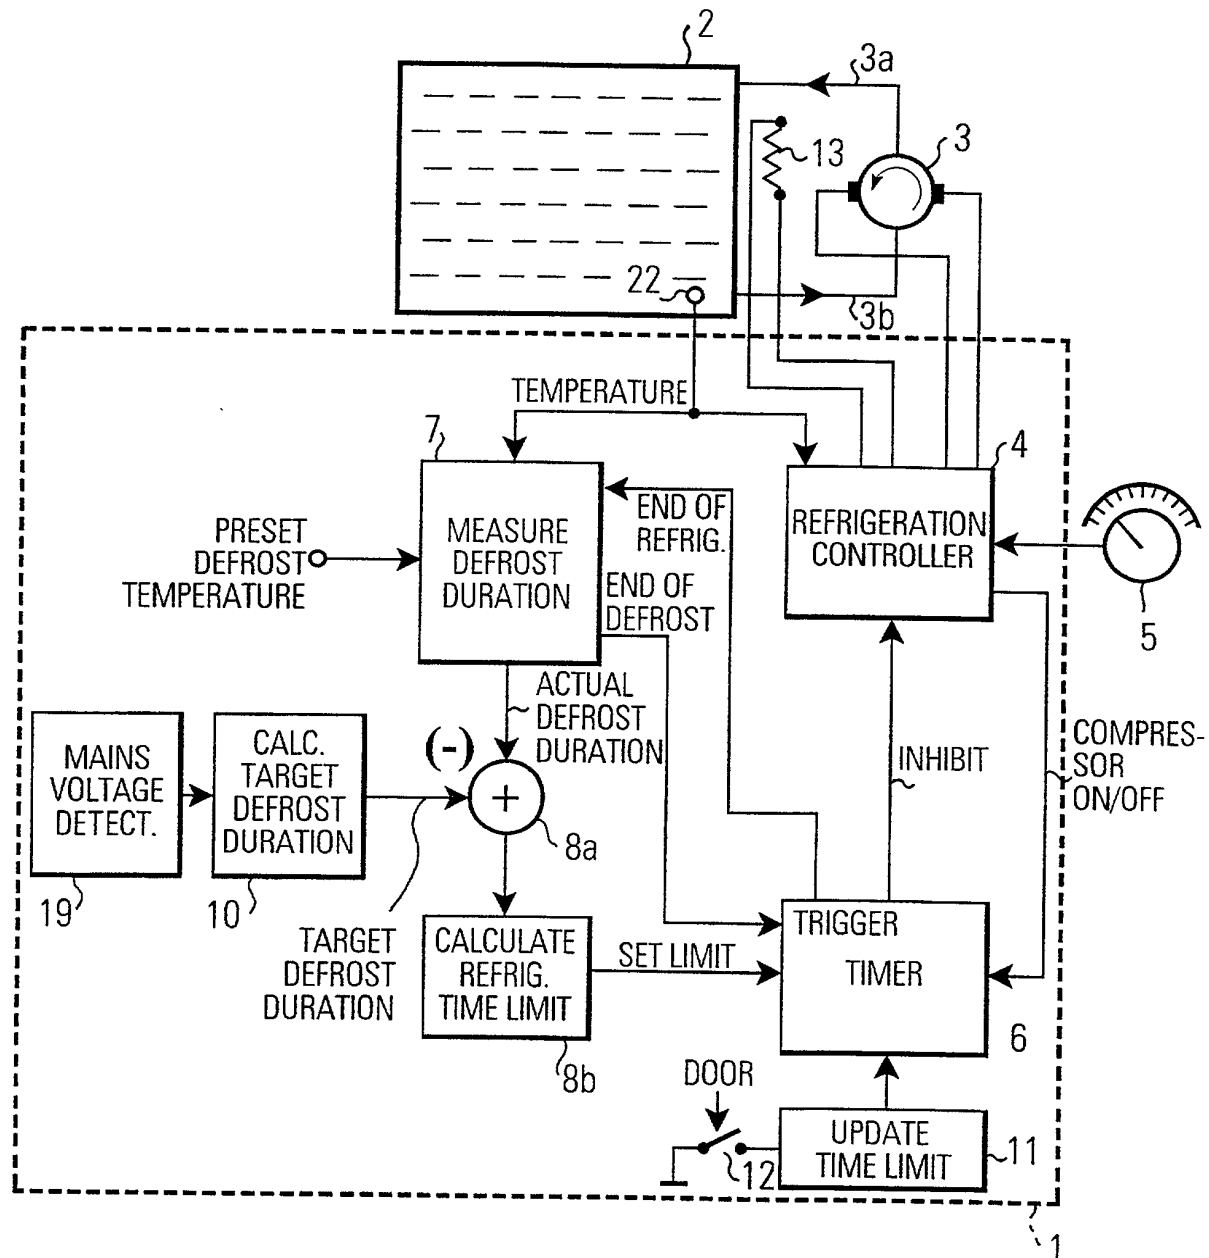 2
3a
13
3
22
3b
TEMPERATURE
7
4
PRESET
DEFROST
TEMPERATURE
MEASURE
DEFROST
DURATION
END OF
REFRIG.
END OF
DEFROST
REFRIGERATION
CONTROLLER
5
ACTUAL
DEFROST
DURATION
MAINS
VOLTAGE
DETECT.
CALC.
TARGET
DEFROST
DURATION
(-)
+
8a
INHIBIT
COMPRES-
SOR
ON/OFF
19
10
TARGET
DEFROST
DURATION
CALCULATE
REFRIG.
TIME LIMIT
8b
SET LIMIT
TRIGGER
TIMER
6
DOOR
12
UPDATE
TIME LIMIT
11
1